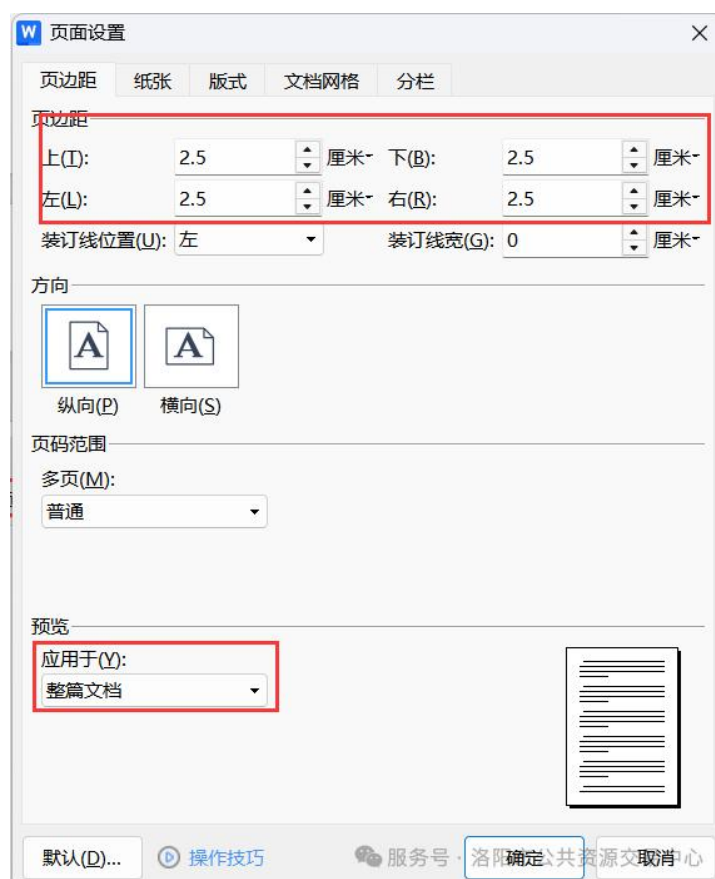 W 页面设置
页边距 纸张 版式 文档网格 分栏
页边距
上(T): 2.5 厘米 下(B): 2.5 厘米
左(L): 2.5 厘米 右(R): 2.5 厘米
装订线位置(U): 左 装订线宽(G): 0 厘米
方向
A A
纵向(P) 横向(S)
页码范围
多页(M):
普通
预览
应用于(Y):
整篇文档
默认(D)... 操作技巧 服务号 · 洛阳 公共资源交 中心 确定 取消